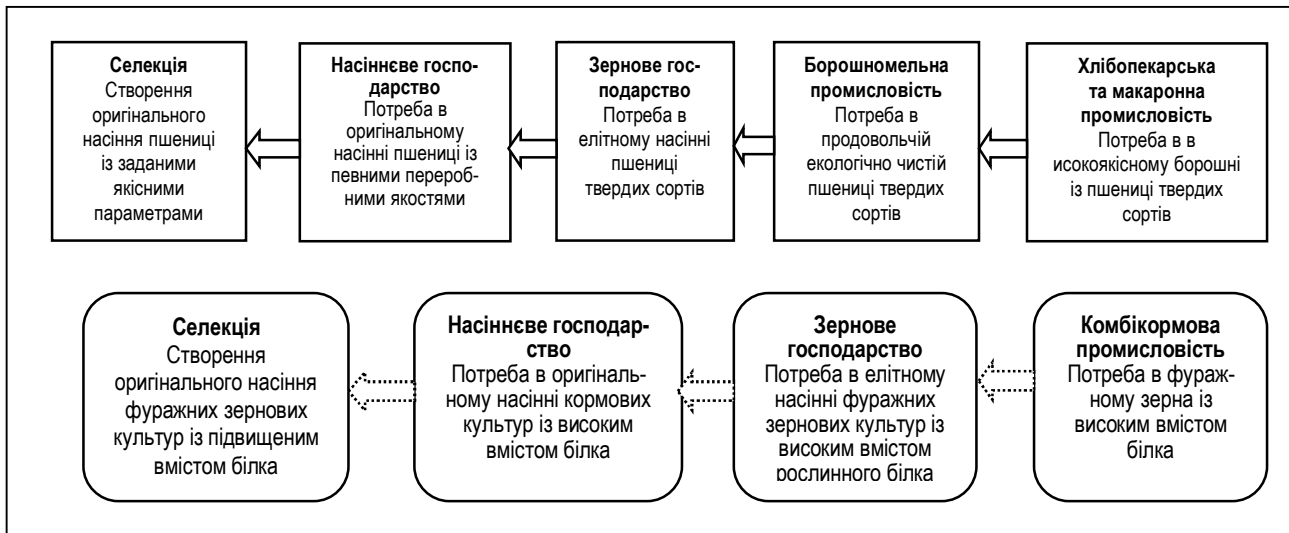 Селекція
Створення
оригінального
насіння пшениці
із заданими
якісними
параметрами
Насіннєве госпо-
дарство
Потреба в
оригінальному
насінні пшениці із
певними перероб-
ними якостями
Зернове гос-
подарство
Потреба в
елітному насінні
пшениці
твердих сортів
Борошномельна
промисловість
Потреба в
продовольчій
екологічно чистій
пшениці твердих
сортів
Хлібопекарська
та макаронна
промисловість
Потреба в в
исокоякісному борошні
із пшениці твердих
сортів
Селекція
Створення
оригінального насіння
фуражних зернових
культур із підвищеним
вмістом білка
Насіннєве господар-
ство
Потреба в оригіналь-
ному насінні кормових
культур із високим
вмістом білка
Зернове
господарство
Потреба в елітному
насінні фуражних
зернових культур із
високим вмістом
рослинного білка
Комбікормова
промисловість
Потреба в фураж-
ному зерна із
високим вмістом
білка